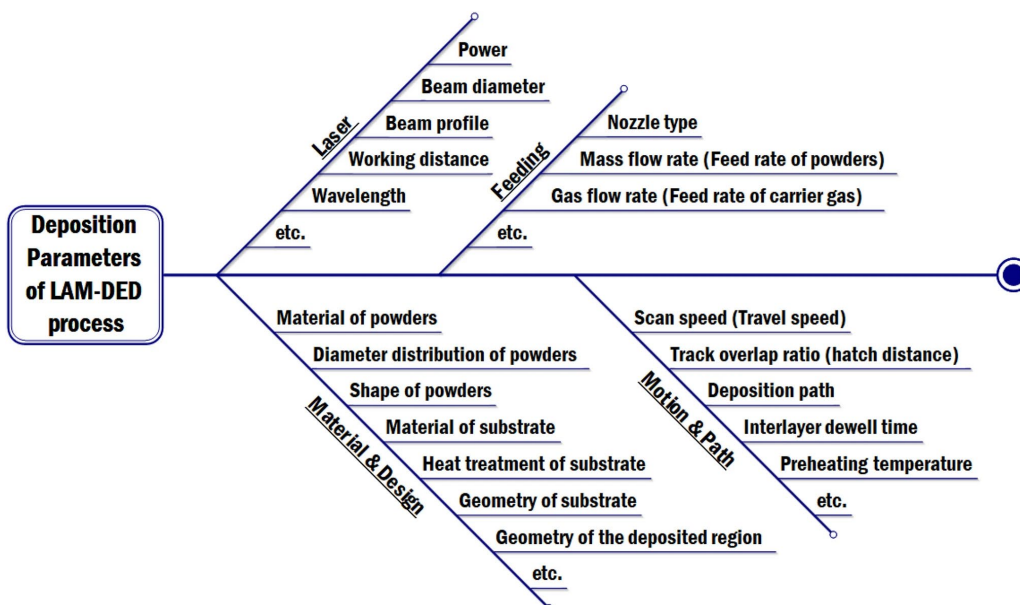 Deposition
Parameters
of LAM-DED
process
Laser
Power
Beam diameter
Beam profile
Working distance
Wavelength
etc.
Feeding
Nozzle type
Mass flow rate (Feed rate of powders)
Gas flow rate (Feed rate of carrier gas)
etc.
Material & Design
Material of powders
Diameter distribution of powders
Shape of powders
Material of substrate
Heat treatment of substrate
Geometry of substrate
Geometry of the deposited region
etc.
Motion & Path
Scan speed (Travel speed)
Track overlap ratio (hatch distance)
Deposition path
Interlayer dewell time
Preheating temperature
etc.